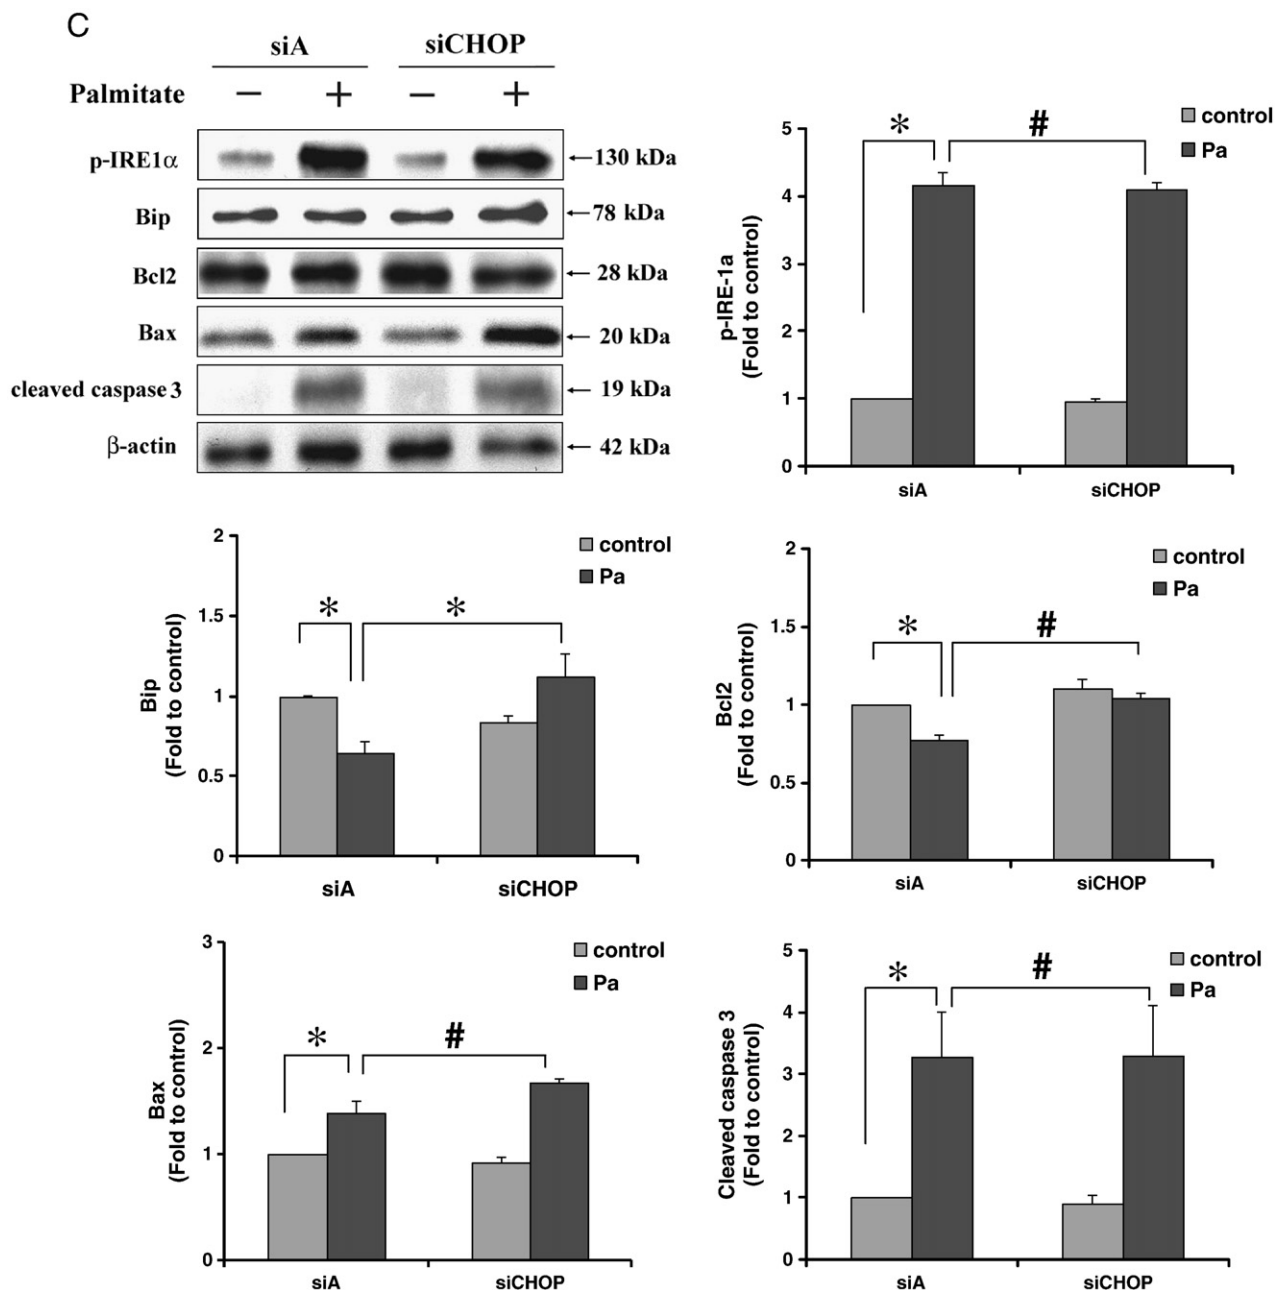 C
siA siCHOP
Palmitate − + − +
p-IRE1α ←130 kDa
Bip ←78 kDa
Bcl2 ←28 kDa
Bax ←20 kDa
cleaved caspase 3 ←19 kDa
β-actin ←42 kDa
control
Pa
* #
p-IRE-1a
(Fold to control)
5
4
3
2
1
0
siA siCHOP
control
Pa
* *
Bip
(Fold to control)
2
1.5
1
0.5
0
siA siCHOP
control
Pa
* #
Bcl2
(Fold to control)
2
1.5
1
0.5
0
siA siCHOP
control
Pa
* #
Bax
(Fold to control)
3
2
1
0
siA siCHOP
control
Pa
* #
Cleaved caspase 3
(Fold to control)
5
4
3
2
1
0
siA siCHOP